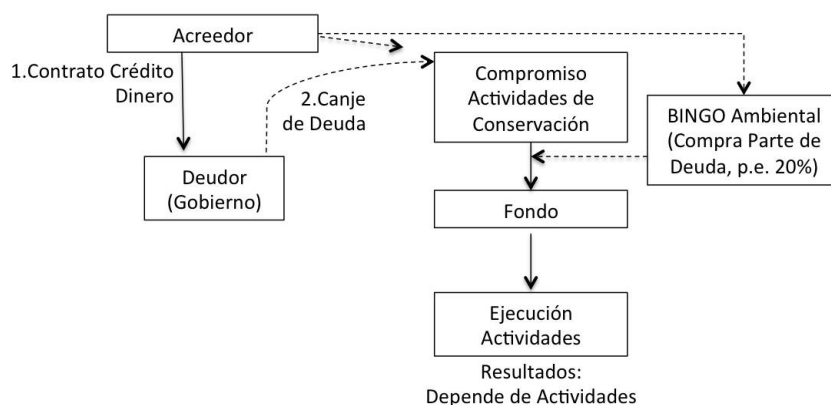 Acreedor
1.Contrato Crédito
Dinero
2.Canje
de Deuda
Compromiso
Actividades de
Conservación
BINGO Ambiental
(Compra Parte de
Deuda, p.e. 20%)
Deudor
(Gobierno)
Fondo
Ejecución
Actividades
Resultados:
Depende de Actividades